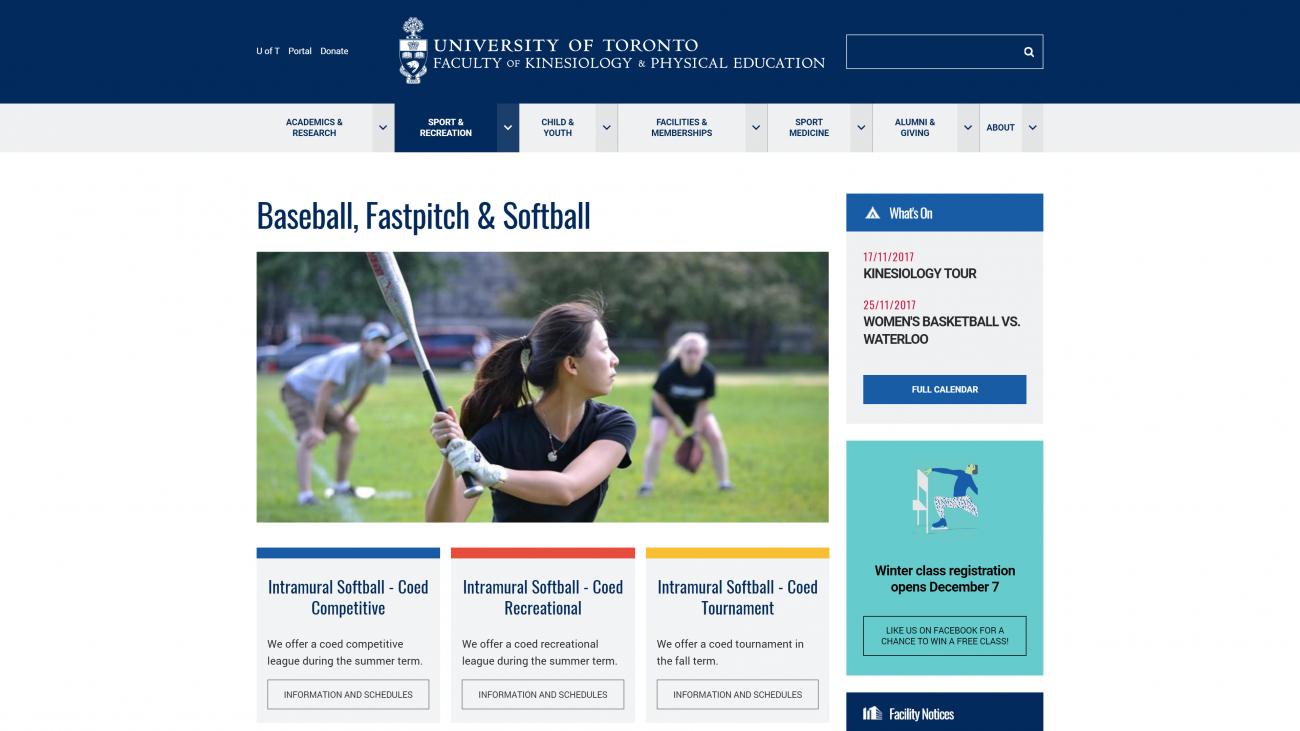 U of T Portal Donate
UNIVERSITY OF TORONTO
FACULTY OF KINESIOLOGY & PHYSICAL EDUCATION
ACADEMICS &
RESEARCH
SPORT &
RECREATION
CHILD &
YOUTH
FACILITIES &
MEMBERSHIPS
SPORT
MEDICINE
ALUMNI &
GIVING
ABOUT
Baseball, Fastpitch & Softball
Intramural Softball - Coed
Competitive
We offer a coed competitive
league during the summer term.
INFORMATION AND SCHEDULES
Intramural Softball - Coed
Recreational
We offer a coed recreational
league during the summer term.
INFORMATION AND SCHEDULES
Intramural Softball - Coed
Tournament
We offer a coed tournament in
the fall term.
INFORMATION AND SCHEDULES
What's On
17/11/2017
KINESIOLOGY TOUR
25/11/2017
WOMEN'S BASKETBALL VS.
WATERLOO
FULL CALENDAR
Winter class registration
opens December 7
LIKE US ON FACEBOOK FOR A
CHANCE TO WIN A FREE CLASS!
Facility Notices